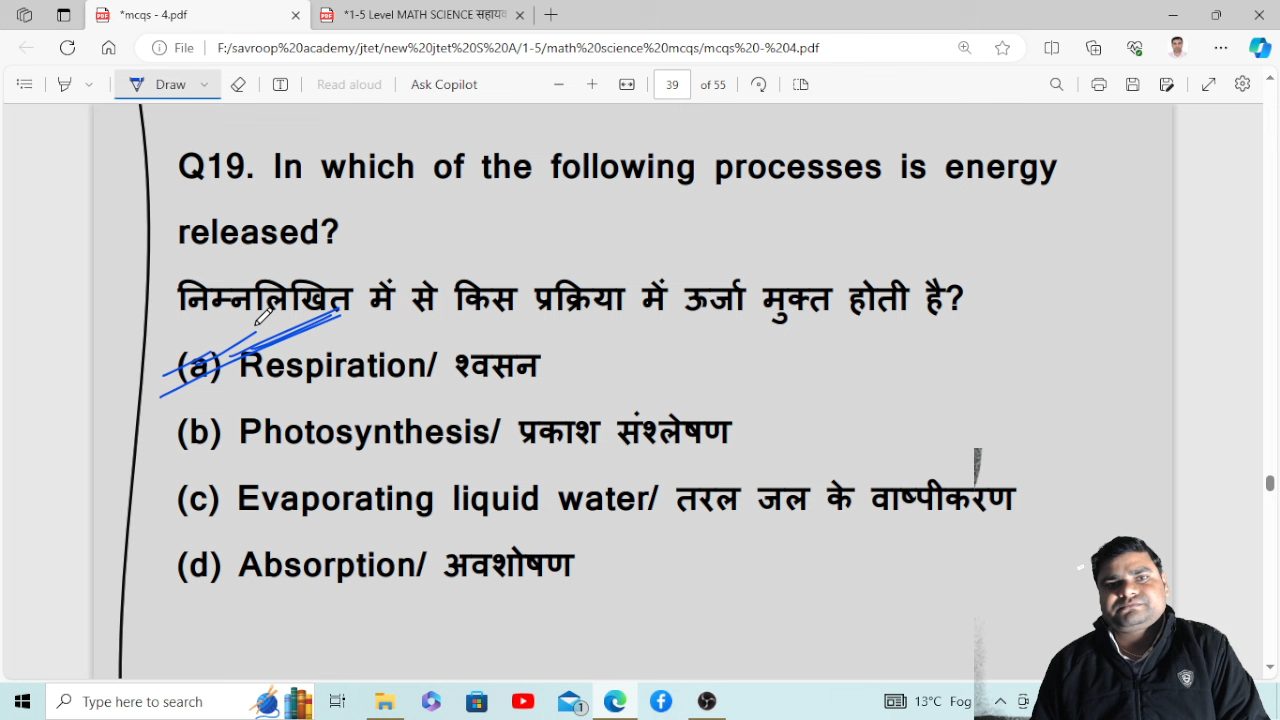 *mcqs - 4.pdf
*1-5 Level MATH SCIENCE सहायव
File F:/savroop%20academy/jtet/new%20jtet%20S%20A/1-5/math%20science%20mcqs/mcqs%20-%204.pdf
Draw Read aloud Ask Copilot 39 of 55
Q19. In which of the following processes is energy
released?
निम्नलिखित में से किस प्रक्रिया में ऊर्जा मुक्त होती है?
(a) Respiration/ श्वसन
(b) Photosynthesis/ प्रकाश संश्लेषण
(c) Evaporating liquid water/ तरल जल के वाष्पीकरण
(d) Absorption/ अवशोषण
Type here to search 1 13°C Fog